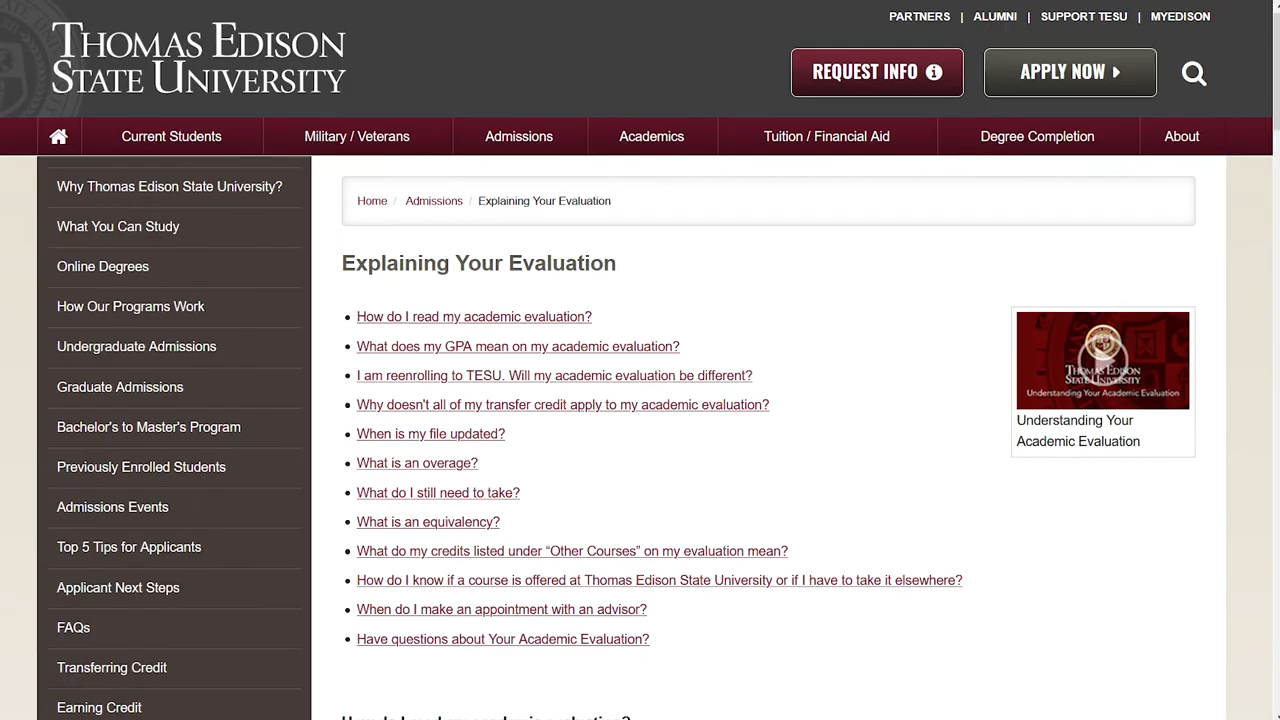 PARTNERS | ALUMNI | SUPPORT TESU | MYEDISON
THOMAS EDISON
STATE UNIVERSITY
REQUEST INFO
APPLY NOW
Current Students
Military / Veterans
Admissions
Academics
Tuition / Financial Aid
Degree Completion
About
Why Thomas Edison State University?
What You Can Study
Online Degrees
How Our Programs Work
Undergraduate Admissions
Graduate Admissions
Bachelor's to Master's Program
Previously Enrolled Students
Admissions Events
Top 5 Tips for Applicants
Applicant Next Steps
FAQs
Transferring Credit
Earning Credit
Home / Admissions / Explaining Your Evaluation
Explaining Your Evaluation
How do I read my academic evaluation?
What does my GPA mean on my academic evaluation?
I am reenrolling to TESU. Will my academic evaluation be different?
Why doesn't all of my transfer credit apply to my academic evaluation?
When is my file updated?
What is an overage?
What do I still need to take?
What is an equivalency?
What do my credits listed under “Other Courses” on my evaluation mean?
How do I know if a course is offered at Thomas Edison State University or if I have to take it elsewhere?
When do I make an appointment with an advisor?
Have questions about Your Academic Evaluation?
THOMAS EDISON
STATE UNIVERSITY
Understanding Your Academic Evaluation
Understanding Your
Academic Evaluation
How do I read my academic evaluation?